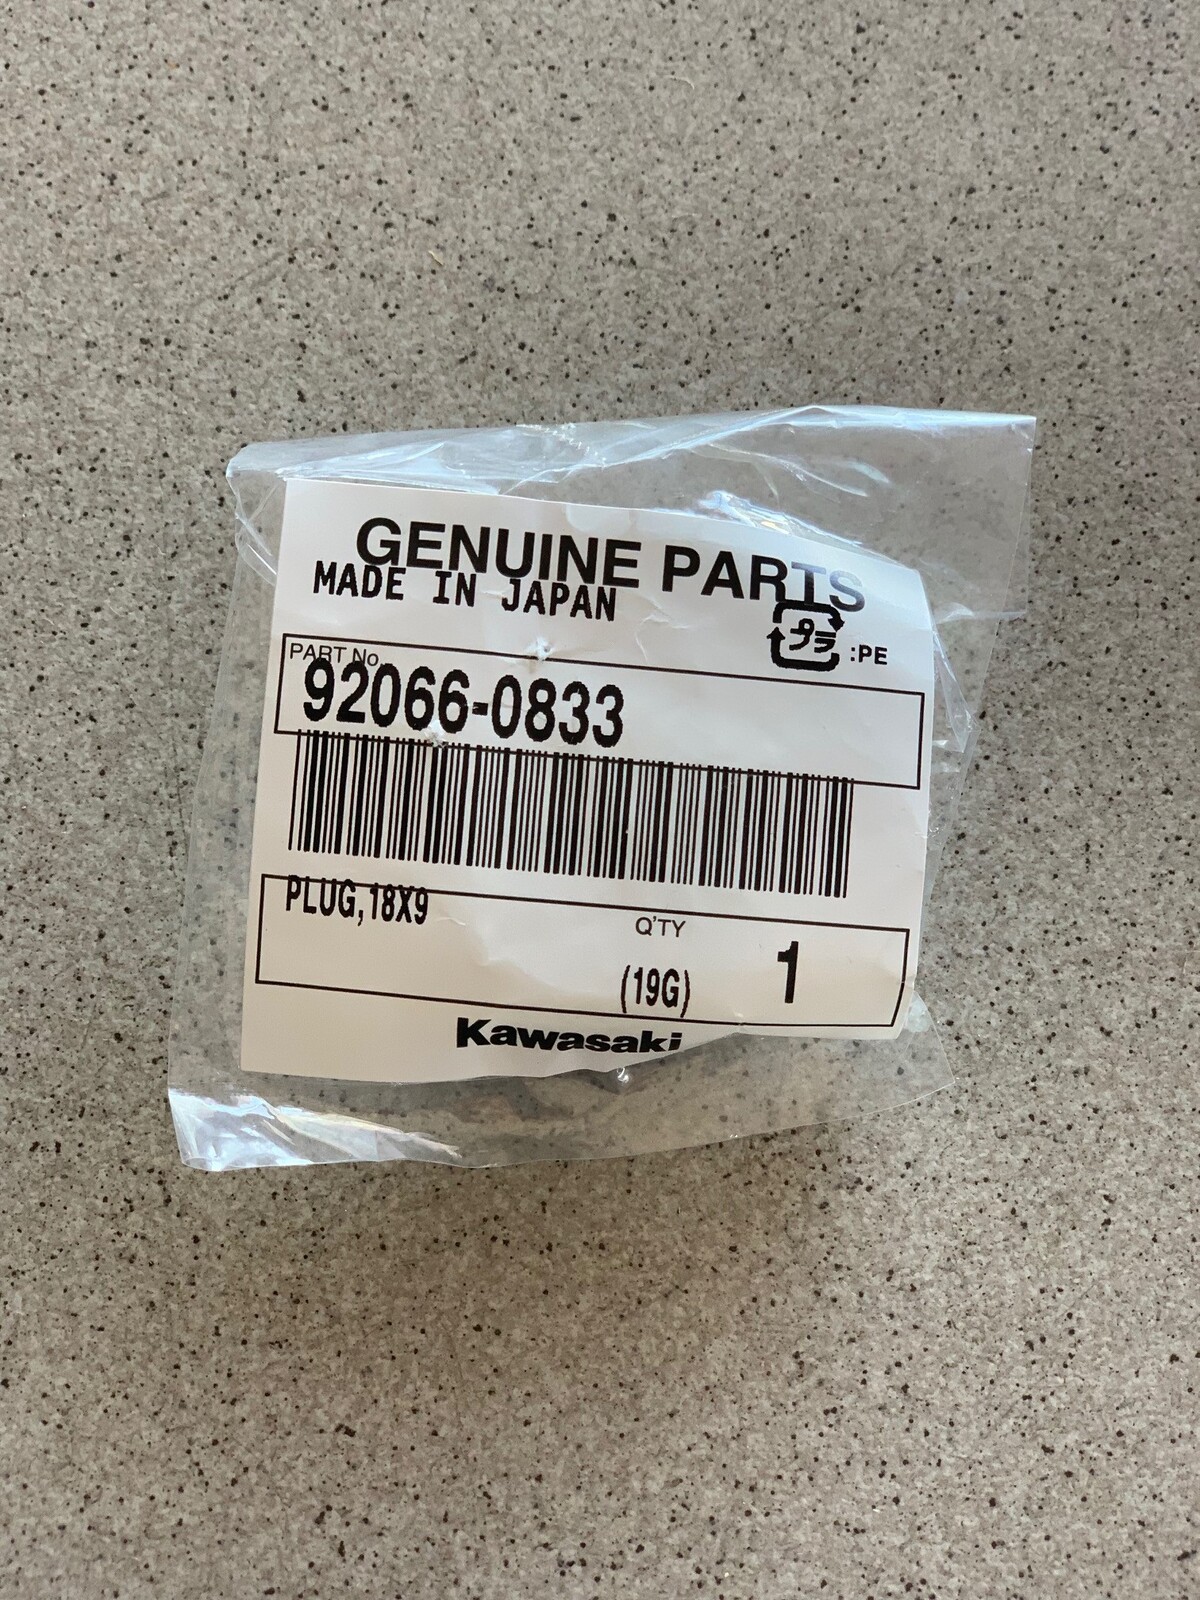 GENUINE PARTS
MADE IN JAPAN
プラ :PE
PART No.
92066-0833
PLUG,18X9
Q'TY
(19G) 1
Kawasaki